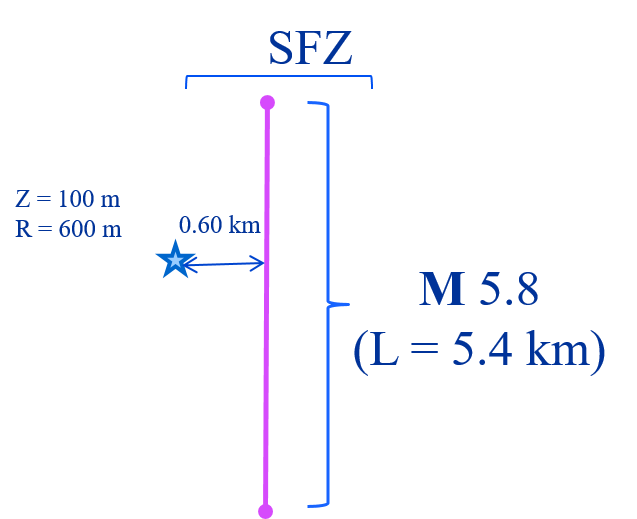 SFZ
Z = 100 m
R = 600 m
0.60 km
M 5.8
(L = 5.4 km)